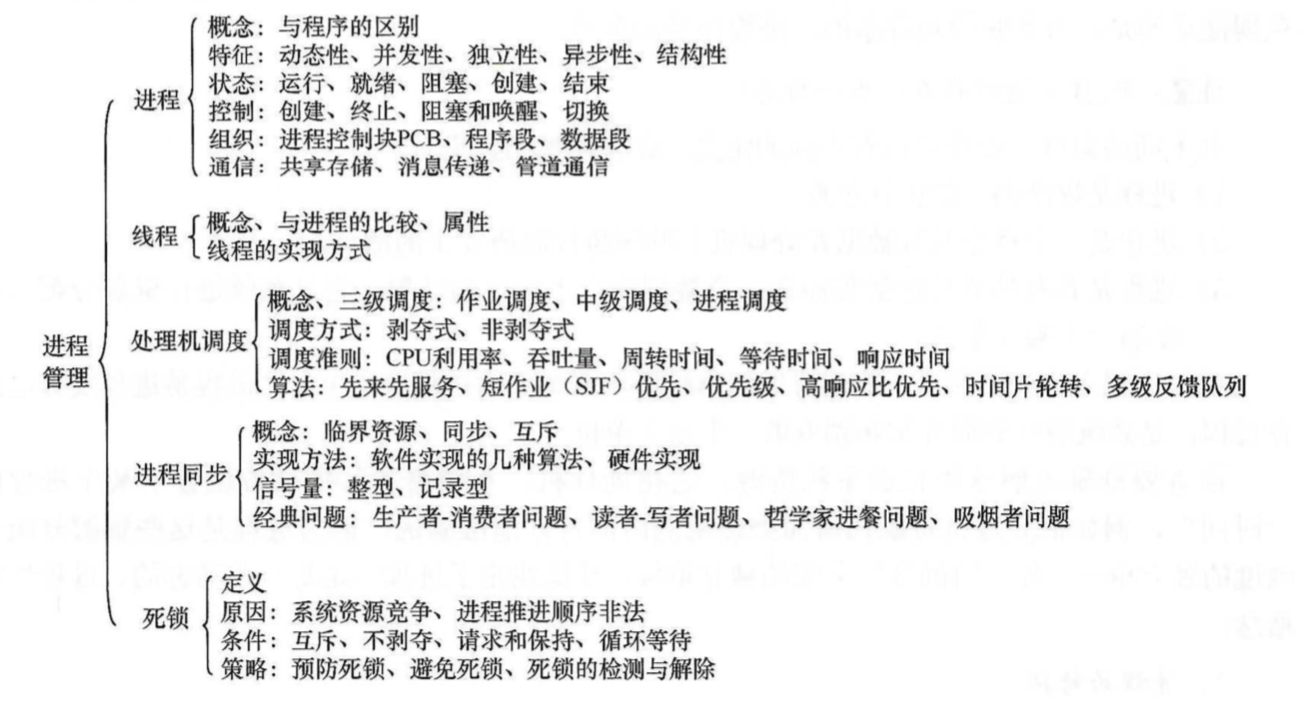 进程管理
进程
概念：与程序的区别
特征：动态性、并发性、独立性、异步性、结构性
状态：运行、就绪、阻塞、创建、结束
控制：创建、终止、阻塞和唤醒、切换
组织：进程控制块PCB、程序段、数据段
通信：共享存储、消息传递、管道通信
线程
概念、与进程的比较、属性
线程的实现方式
处理机调度
概念、三级调度：作业调度、中级调度、进程调度
调度方式：剥夺式、非剥夺式
调度准则：CPU利用率、吞吐量、周转时间、等待时间、响应时间
算法：先来先服务、短作业（SJF）优先、优先级、高响应比优先、时间片轮转、多级反馈队列
进程同步
概念：临界资源、同步、互斥
实现方法：软件实现的几种算法、硬件实现
信号量：整型、记录型
经典问题：生产者-消费者问题、读者-写者问题、哲学家进餐问题、吸烟者问题
死锁
定义
原因：系统资源竞争、进程推进顺序非法
条件：互斥、不剥夺、请求和保持、循环等待
策略：预防死锁、避免死锁、死锁的检测与解除